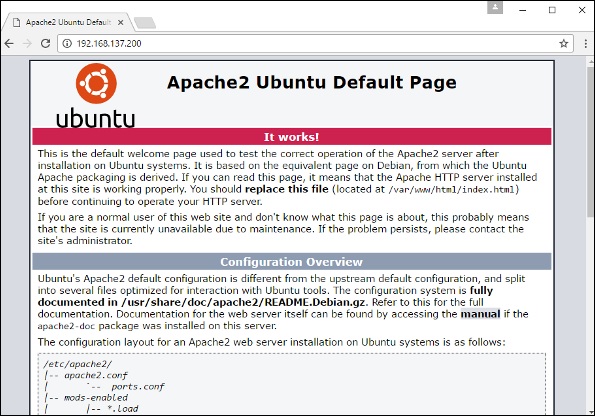 Apache2 Ubuntu Default
192.168.137.200
Apache2 Ubuntu Default Page
ubuntu
It works!
This is the default welcome page used to test the correct operation of the Apache2 server after
installation on Ubuntu systems. It is based on the equivalent page on Debian, from which the Ubuntu
Apache packaging is derived. If you can read this page, it means that the Apache HTTP server installed
at this site is working properly. You should replace this file (located at /var/www/html/index.html)
before continuing to operate your HTTP server.
If you are a normal user of this web site and don't know what this page is about, this probably means
that the site is currently unavailable due to maintenance. If the problem persists, please contact the
site's administrator.
Configuration Overview
Ubuntu's Apache2 default configuration is different from the upstream default configuration, and split
into several files optimized for interaction with Ubuntu tools. The configuration system is fully
documented in /usr/share/doc/apache2/README.Debian.gz. Refer to this for the full
documentation. Documentation for the web server itself can be found by accessing the manual if the
apache2-doc package was installed on this server.
The configuration layout for an Apache2 web server installation on Ubuntu systems is as follows:
/etc/apache2/
|-- apache2.conf
|       `--  ports.conf
|-- mods-enabled
|       |-- *.load